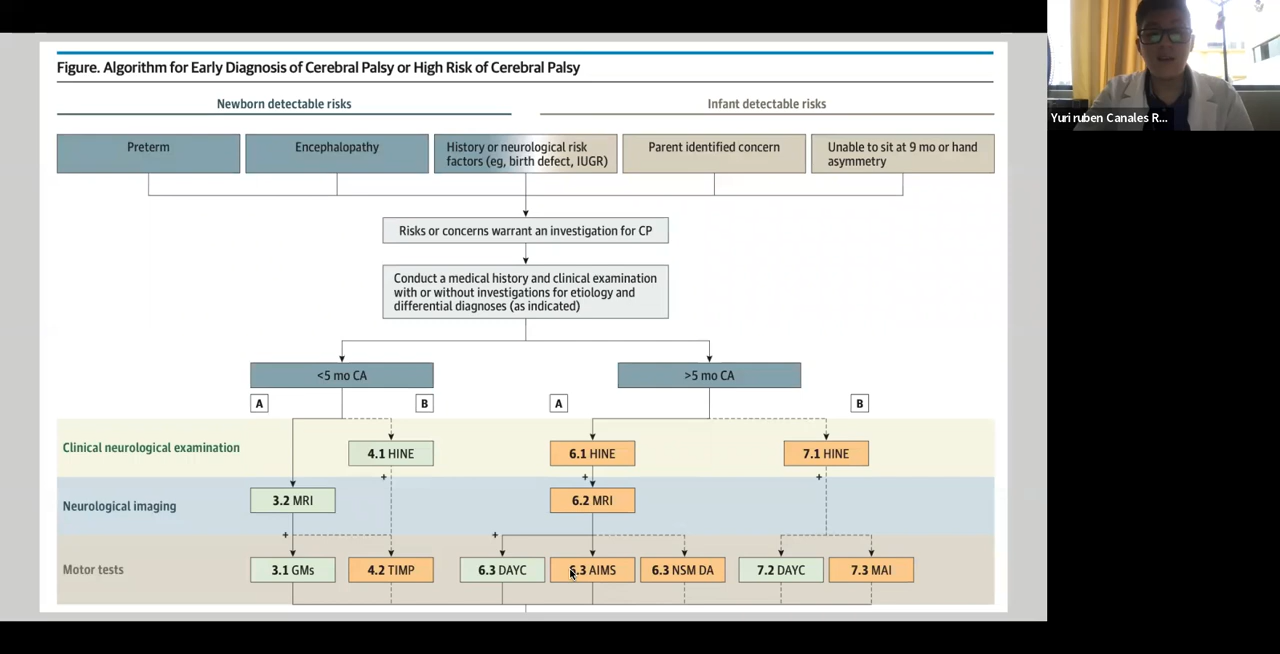 Figure. Algorithm for Early Diagnosis of Cerebral Palsy or High Risk of Cerebral Palsy
Newborn detectable risks
Infant detectable risks
Preterm
Encephalopathy
History or neurological risk
factors (eg, birth defect, IUGR)
Parent identified concern
Unable to sit at 9 mo or hand
asymmetry
Risks or concerns warrant an investigation for CP
Conduct a medical history and clinical examination
with or without investigations for etiology and
differential diagnoses (as indicated)
<5 mo CA
>5 mo CA
A
B
A
B
Clinical neurological examination
4.1 HINE
6.1 HINE
7.1 HINE
+
+
+
Neurological imaging
3.2 MRI
6.2 MRI
+
+
Motor tests
3.1 GMs
4.2 TIMP
6.3 DAYC
AIMS
6.3 NSM DA
7.2 DAYC
7.3 MAI
Yuri ruben Canales R...